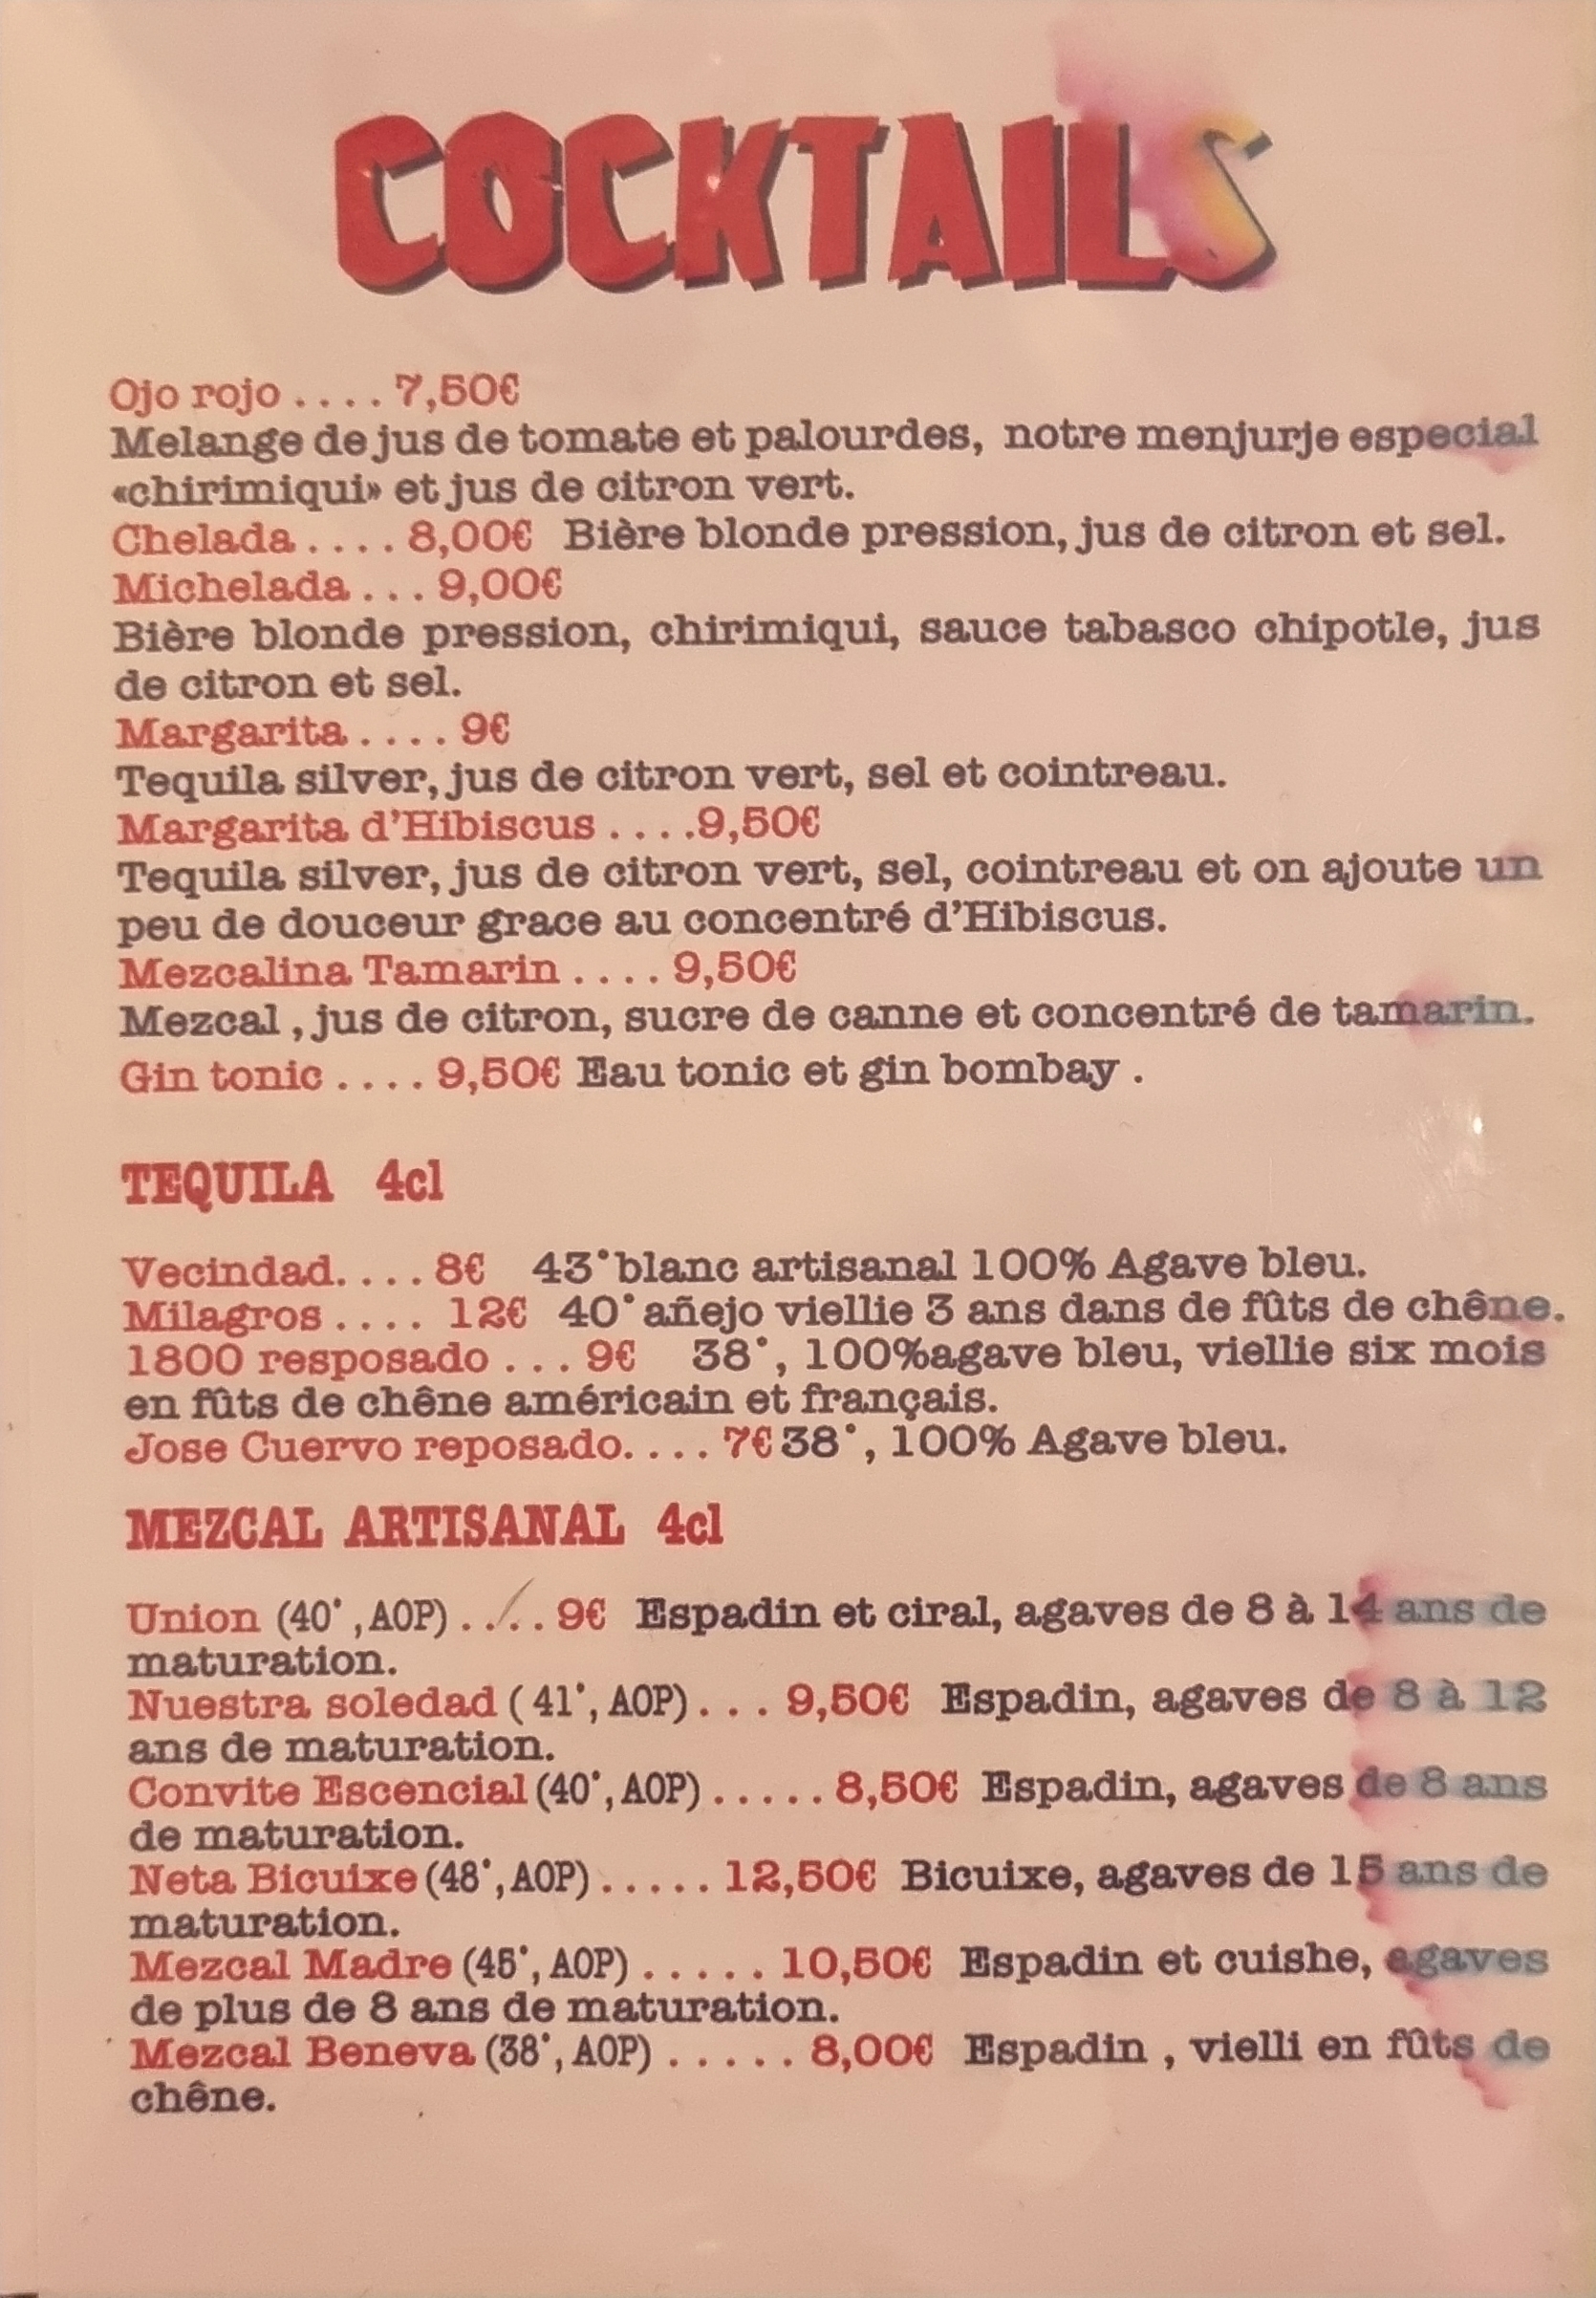 COCKTAILS
Ojo rojo .... 7,50€
Melange de jus de tomate et palourdes, notre menjurje especial
«chirimiqui» et jus de citron vert.
Chelada .... 8,00€ Bière blonde pression, jus de citron et sel.
Michelada ... 9,00€
Bière blonde pression, chirimiqui, sauce tabasco chipotle, jus
de citron et sel.
Margarita .... 9€
Tequila silver, jus de citron vert, sel et cointreau.
Margarita d'Hibiscus ....9,50€
Tequila silver, jus de citron vert, sel, cointreau et on ajoute un
peu de douceur grace au concentré d'Hibiscus.
Mezcalina Tamarin .... 9,50€
Mezcal , jus de citron, sucre de canne et concentré de tamarin.
Gin tonic .... 9,50€ Eau tonic et gin bombay .
TEQUILA 4cl
Vecindad.... 8€ 43°blanc artisanal 100% Agave bleu.
Milagros .... 12€ 40° añejo viellie 3 ans dans de fûts de chêne.
1800 resposado ... 9€ 38°, 100%agave bleu, viellie six mois
en fûts de chêne américain et français.
Jose Cuervo reposado.... 7€ 38°, 100% Agave bleu.
MEZCAL ARTISANAL 4cl
Union (40° , AOP) .... 9€ Espadin et ciral, agaves de 8 à 14 ans de
maturation.
Nuestra soledad ( 41°, AOP) ... 9,50€ Espadin, agaves de 8 à 12
ans de maturation.
Convite Escencial (40°, AOP) ..... 8,50€ Espadin, agaves de 8 ans
de maturation.
Neta Bicuixe (48°, AOP) ..... 12,50€ Bicuixe, agaves de 15 ans de
maturation.
Mezcal Madre (45°, AOP) ..... 10,50€ Espadin et cuishe, agaves
de plus de 8 ans de maturation.
Mezcal Beneva (38°, AOP) ..... 8,00€ Espadin , vielli en fûts de
chêne.